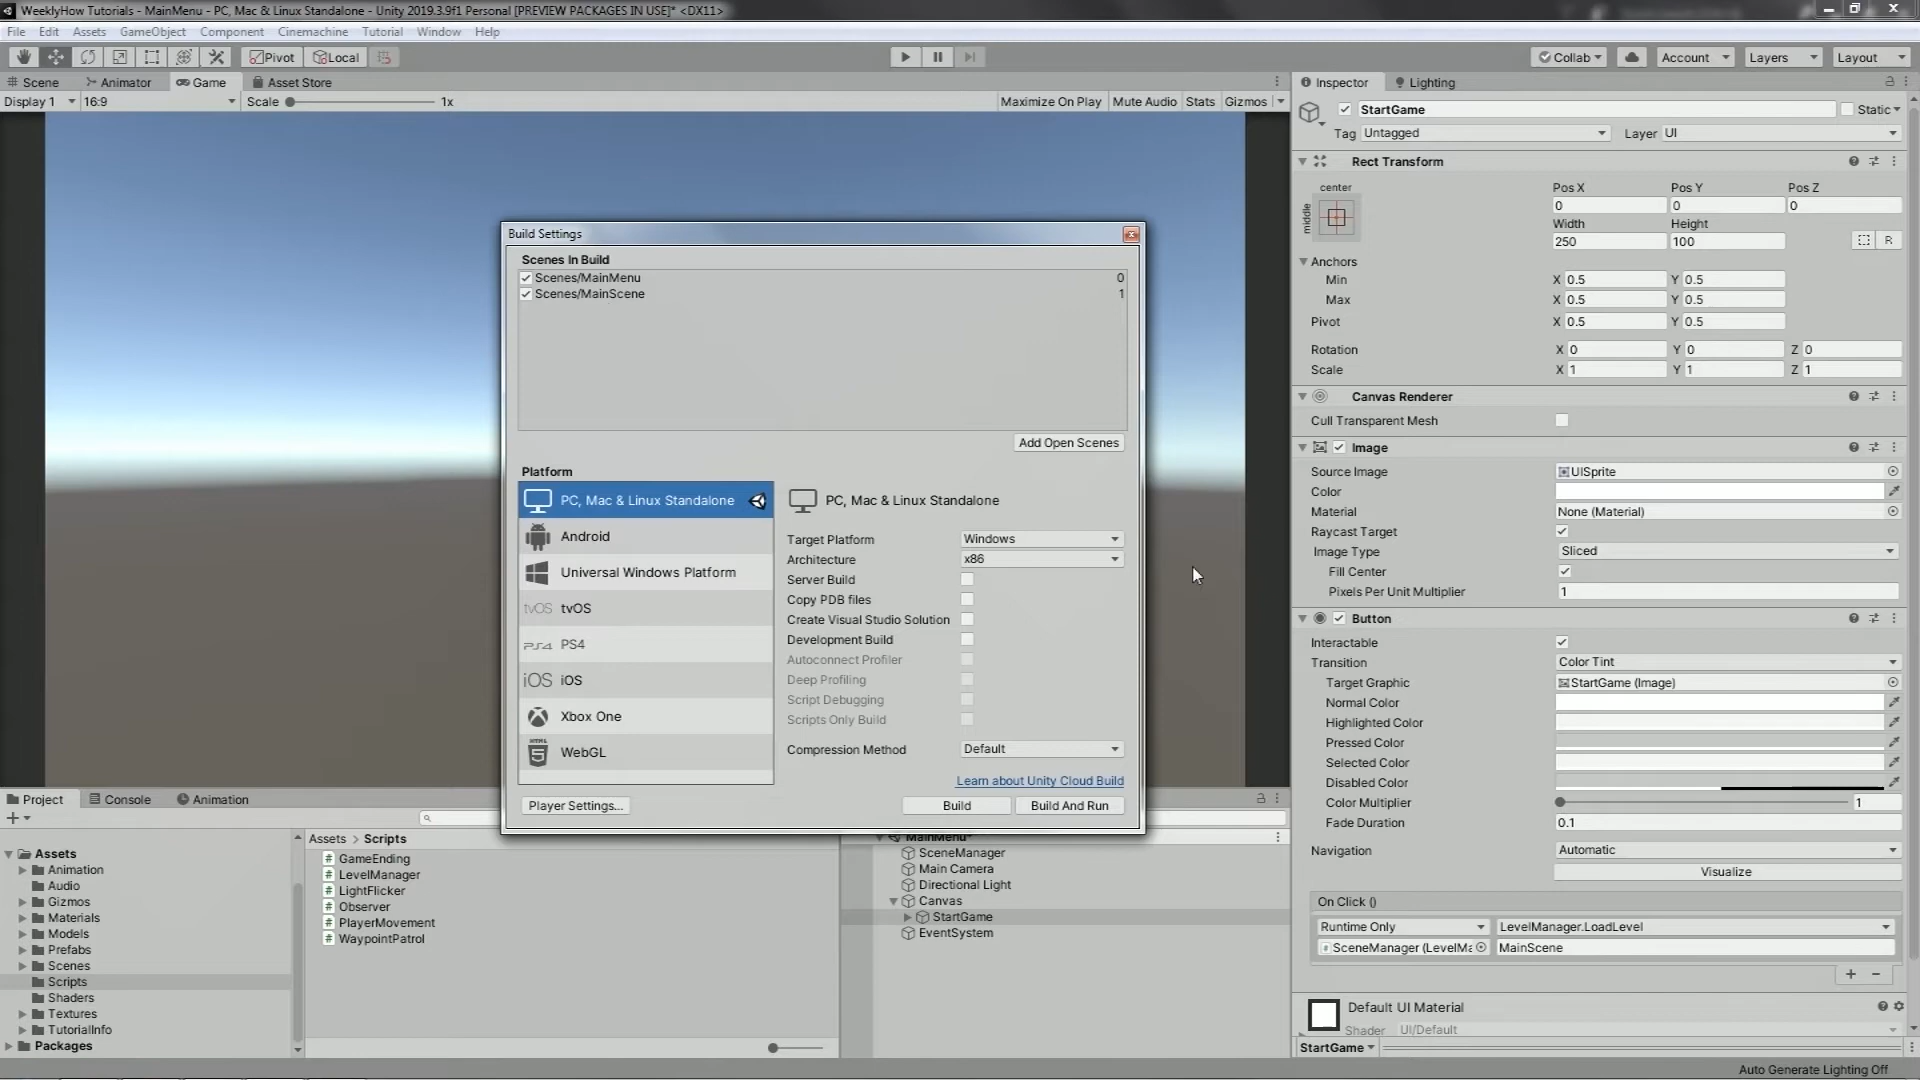 WeeklyHow Tutorials - MainMenu - PC, Mac & Linux Standalone - Unity 2019.3.9f1 Personal [PREVIEW PACKAGES IN USE]* <DX11>
File Edit Assets GameObject Component Cinemachine Tutorial Window Help
Pivot Local Collab Account Layers Layout
Scene Animator Game Asset Store
Display 1 16:9 Scale 1x Maximize On Play Mute Audio Stats Gizmos
Build Settings
Scenes In Build
Scenes/MainMenu 0
Scenes/MainScene 1
Add Open Scenes
Platform
PC, Mac & Linux Standalone
Android
Universal Windows Platform
tvOS tvOS
PS4 PS4
iOS iOS
Xbox One
HTML 5 WebGL
PC, Mac & Linux Standalone
Target Platform Windows
Architecture x86
Server Build
Copy PDB files
Create Visual Studio Solution
Development Build
Autoconnect Profiler
Deep Profiling
Script Debugging
Scripts Only Build
Compression Method Default
Learn about Unity Cloud Build
Player Settings... Build Build And Run
Inspector Lighting
StartGame Static
Tag Untagged Layer UI
Rect Transform
center
middle
Pos X Pos Y Pos Z
0 0 0
Width Height
250 100 R
Anchors
Min X 0.5 Y 0.5
Max X 0.5 Y 0.5
Pivot X 0.5 Y 0.5
Rotation X 0 Y 0 Z 0
Scale X 1 Y 1 Z 1
Canvas Renderer
Cull Transparent Mesh
Image
Source Image UISprite
Color
Material None (Material)
Raycast Target
Image Type Sliced
Fill Center
Pixels Per Unit Multiplier 1
Button
Interactable
Transition Color Tint
Target Graphic StartGame (Image)
Normal Color
Highlighted Color
Pressed Color
Selected Color
Disabled Color
Color Multiplier 1
Fade Duration 0.1
Navigation Automatic
Visualize
On Click ()
Runtime Only LevelManager.LoadLevel
SceneManager (LevelMa MainScene
+ −
Default UI Material
Shader UI/Default
StartGame
Project Console Animation
Assets
Animation
Audio
Gizmos
Materials
Models
Prefabs
Scenes
Scripts
Shaders
Textures
TutorialInfo
Packages
Assets > Scripts
# GameEnding
# LevelManager
# LightFlicker
# Observer
# PlayerMovement
# WaypointPatrol
MainMenu*
SceneManager
Main Camera
Directional Light
Canvas
StartGame
EventSystem
Auto Generate Lighting Off